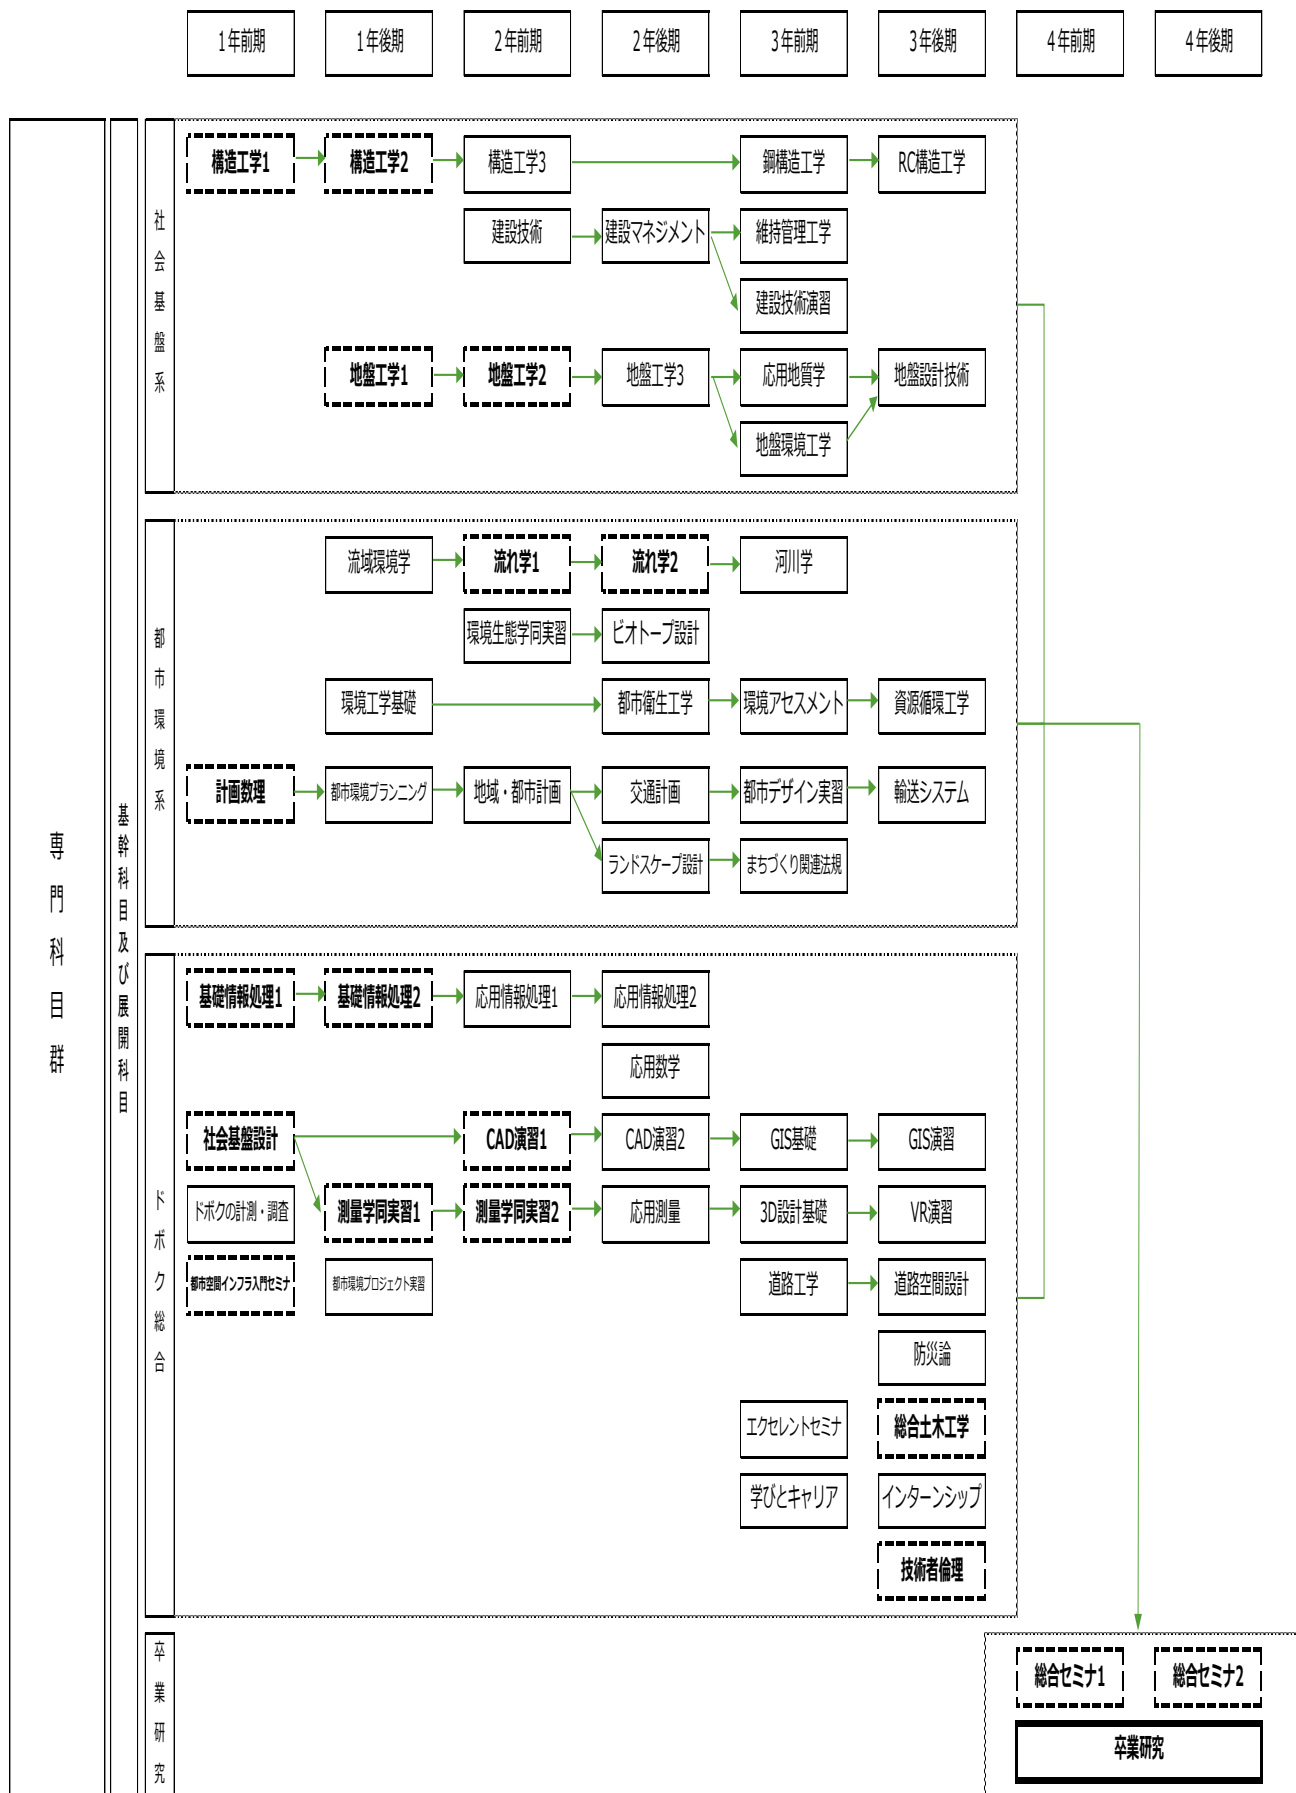 1年前期
1年後期
2年前期
2年後期
3年前期
3年後期
4年前期
4年後期
専門科目群
基幹科目及び展開科目
社会基盤系
構造工学1
構造工学2
構造工学3
鋼構造工学
RC構造工学
建設技術
建設マネジメント
維持管理工学
建設技術演習
地盤工学1
地盤工学2
地盤工学3
応用地質学
地盤設計技術
地盤環境工学
都市環境系
流域環境学
流れ学1
流れ学2
河川学
環境生態学同実習
ビオトープ設計
環境工学基礎
都市衛生工学
環境アセスメント
資源循環工学
計画数理
都市環境プランニング
地域・都市計画
交通計画
都市デザイン実習
輸送システム
ランドスケープ設計
まちづくり関連法規
ドボク総合
基礎情報処理1
基礎情報処理2
応用情報処理1
応用情報処理2
応用数学
社会基盤設計
CAD演習1
CAD演習2
GIS基礎
GIS演習
ドボクの計測・調査
測量学同実習1
測量学同実習2
応用測量
3D設計基礎
VR演習
都市空間インフラ入門セミナ
都市環境プロジェクト実習
道路工学
道路空間設計
防災論
エクセレントセミナ
総合土木工学
学びとキャリア
インターンシップ
技術者倫理
卒業研究
総合セミナ1
総合セミナ2
卒業研究